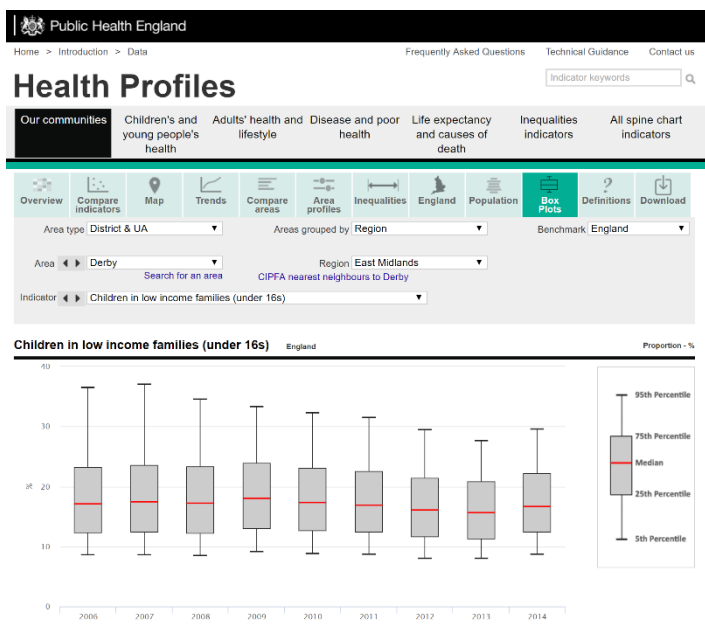 Public Health England
Home > Introduction > Data
Frequently Asked Questions Technical Guidance Contact us
Health Profiles
Indicator keywords
Our communities
Children's and young people's health
Adults' health and lifestyle
Disease and poor health
Life expectancy and causes of death
Inequalities indicators
All spine chart indicators
Overview
Compare indicators
Map
Trends
Compare areas
Area profiles
Inequalities
England
Population
Box Plots
Definitions
Download
Area type District & UA
Areas grouped by Region
Benchmark England
Area Derby
Region East Midlands
Search for an area
CIPFA nearest neighbours to Derby
Indicator Children in low income families (under 16s)
Children in low income families (under 16s) England
Proportion - %
40
30
20
10
0
%
2006 2007 2008 2009 2010 2011 2012 2013 2014
95th Percentile
75th Percentile
Median
25th Percentile
5th Percentile